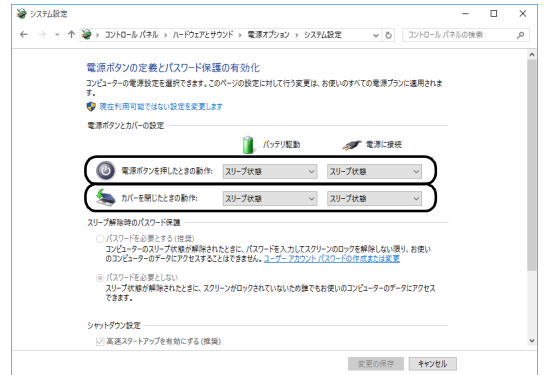 システム設定
コントロール パネル › ハードウェアとサウンド › 電源オプション › システム設定
コントロール パネルの検索
電源ボタンの定義とパスワード保護の有効化
コンピューターの電源設定を選択できます。このページの設定に対して行う変更は、お使いのすべての電源プランに適用されま
す。
現在利用可能ではない設定を変更します
電源ボタンとカバーの設定
バッテリ駆動 電源に接続
電源ボタンを押したときの動作: スリープ状態 スリープ状態
カバーを閉じたときの動作: スリープ状態 スリープ状態
スリープ解除時のパスワード保護
パスワードを必要とする (推奨)
コンピューターのスリープ状態が解除されたときに、パスワードを入力してスクリーンのロックを解除しない限り、お使い
のコンピューターのデータにアクセスすることはできません。ユーザー アカウント パスワードの作成または変更
パスワードを必要としない
スリープ状態が解除されたときに、スクリーンがロックされていないため誰でもお使いのコンピューターのデータにアクセス
できます。
シャットダウン設定
高速スタートアップを有効にする (推奨)
変更の保存 キャンセル